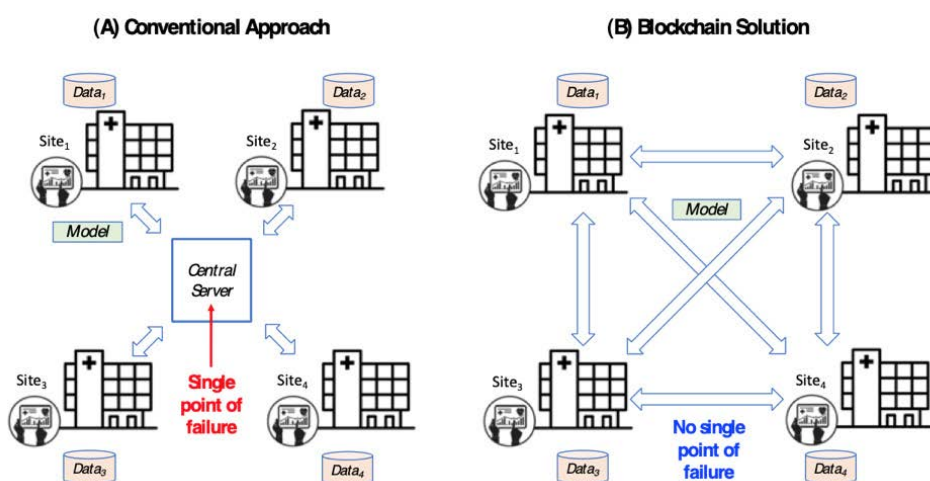 (A) Conventional Approach
Data₁
Data₂
Site₁
Site₂
Model
Central
Server
Site₃
Single
point of
failure
Site₄
Data₃
Data₄
(B) Blockchain Solution
Data₁
Data₂
Site₁
Site₂
Model
Site₃
Site₄
No single
point of
failure
Data₃
Data₄